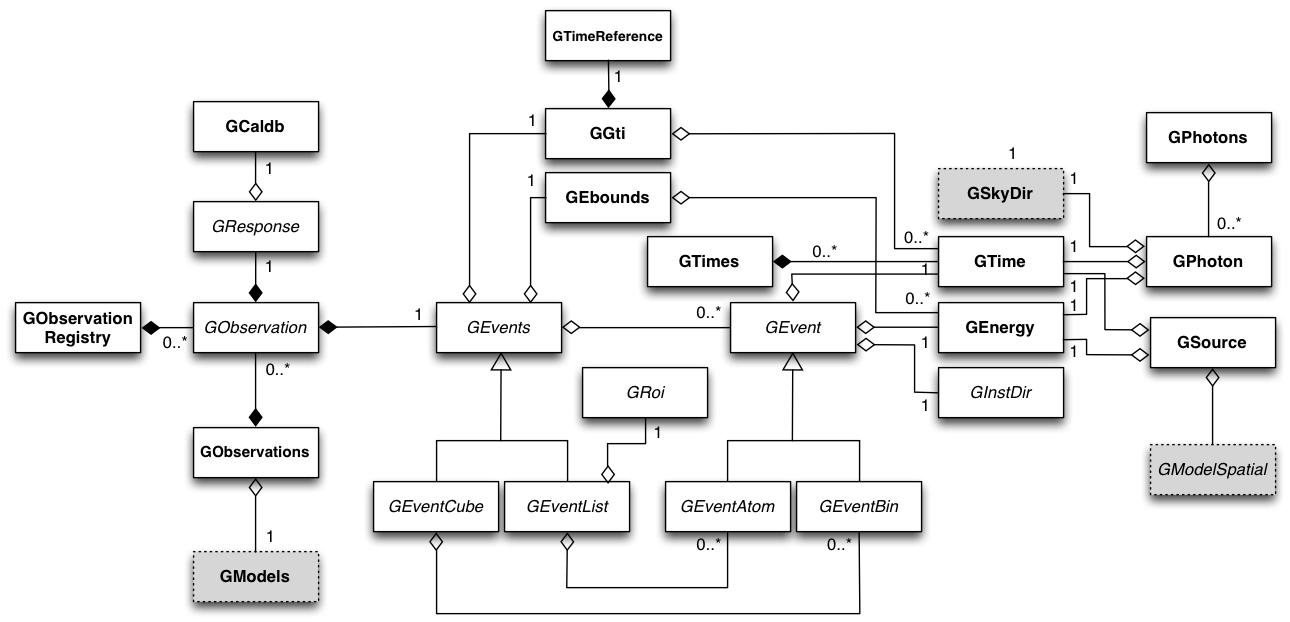 GTimeReference
1
GCaldb
1
GGti
GPhotons
1
1
GEbounds
1
GSkyDir
1
GResponse
0..*
GTimes
0..*
0..*
GTime
1
GPhoton
1
1
1
0..*
1
GObservation
Registry
0..*
GObservation
1
GEvents
0..*
GEvent
1
GEnergy
1
GSource
0..*
GRoi
1
GInstDir
1
GObservations
GModelSpatial
GEventCube
GEventList
GEventAtom
GEventBin
1
0..*
0..*
GModels